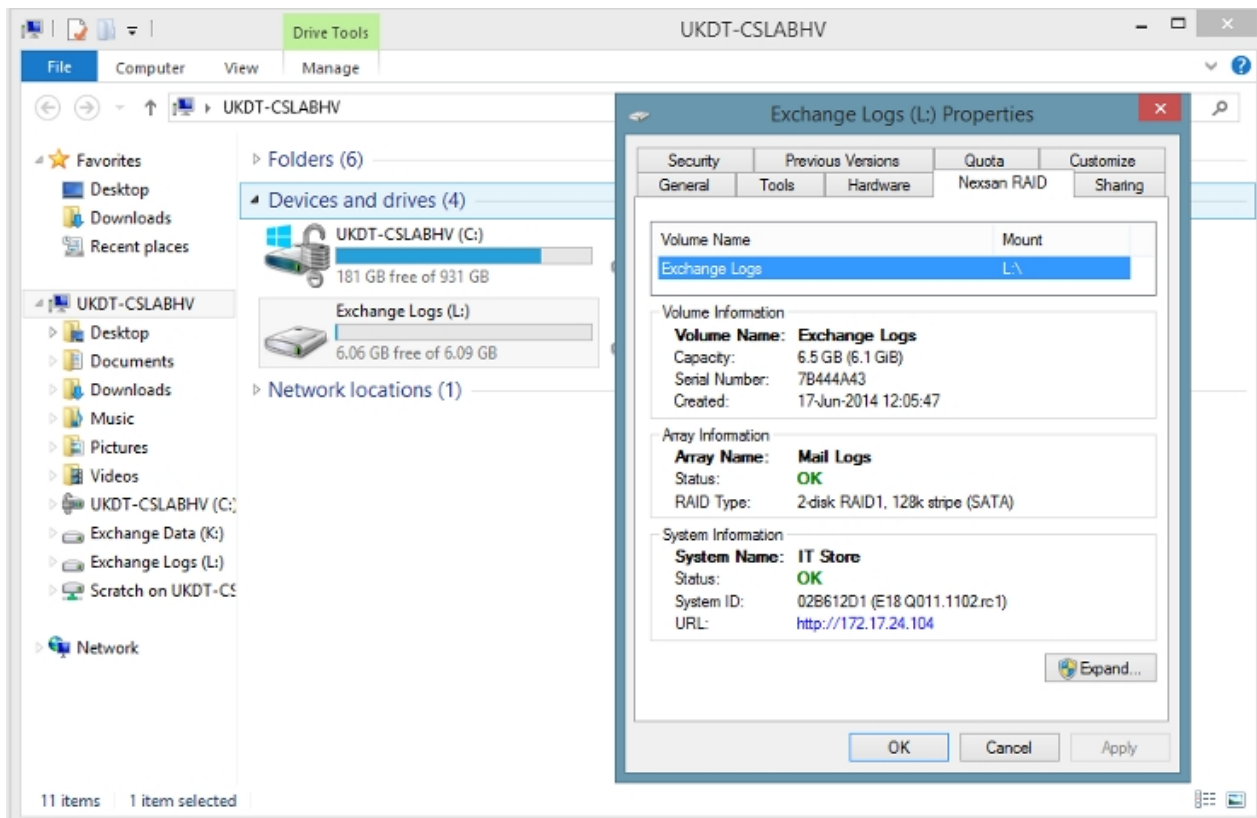 Drive Tools
UKDT-CSLABHV
File Computer View Manage
UKDT-CSLABHV
Favorites
Desktop
Downloads
Recent places
UKDT-CSLABHV
Desktop
Documents
Downloads
Music
Pictures
Videos
UKDT-CSLABHV (C:)
Exchange Data (K:)
Exchange Logs (L:)
Scratch on UKDT-CS
Network
Folders (6)
Devices and drives (4)
UKDT-CSLABHV (C:)
181 GB free of 931 GB
Exchange Logs (L:)
6.06 GB free of 6.09 GB
Network locations (1)
Exchange Logs (L:) Properties
Security Previous Versions Quota Customize
General Tools Hardware Nexsan RAID Sharing
Volume Name Mount
Exchange Logs L:\
Volume Information
Volume Name: Exchange Logs
Capacity: 6.5 GB (6.1 GiB)
Serial Number: 7B444A43
Created: 17-Jun-2014 12:05:47
Array Information
Array Name: Mail Logs
Status: OK
RAID Type: 2-disk RAID1, 128k stripe (SATA)
System Information
System Name: IT Store
Status: OK
System ID: 02B612D1 (E18 Q011.1102.rc1)
URL: http://172.17.24.104
Expand...
OK Cancel Apply
11 items 1 item selected